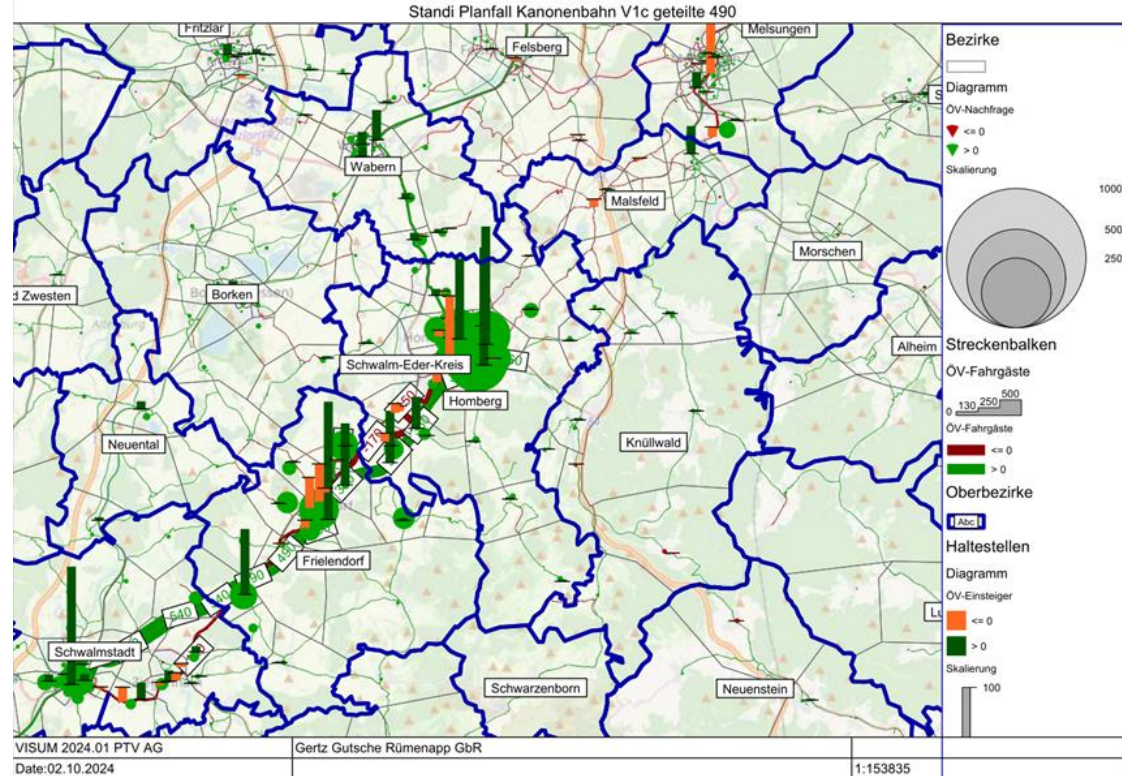 Standi Planfall Kanonenbahn V1c geteilte 490
Fritzlar
Felsberg
Melsungen
Wabern
Malsfeld
Morschen
d Zwesten
Borken
Alheim
Schwalm-Eder-Kreis
Homberg
Neuental
Knüllwald
-170
490
Frielendorf
640
Schwalmstadt
Schwarzenborn
Neuenstein
Bezirke
Diagramm
ÖV-Nachfrage
<= 0
> 0
Skalierung
1000
500
250
Streckenbalken
ÖV-Fahrgäste
0 130 250 500
ÖV-Fahrgäste
<= 0
> 0
Oberbezirke
Abc
Haltestellen
Diagramm
ÖV-Einsteiger
<= 0
> 0
Skalierung
100
VISUM 2024.01 PTV AG
Gertz Gutsche Rümenapp GbR
Date:02.10.2024
1:153835